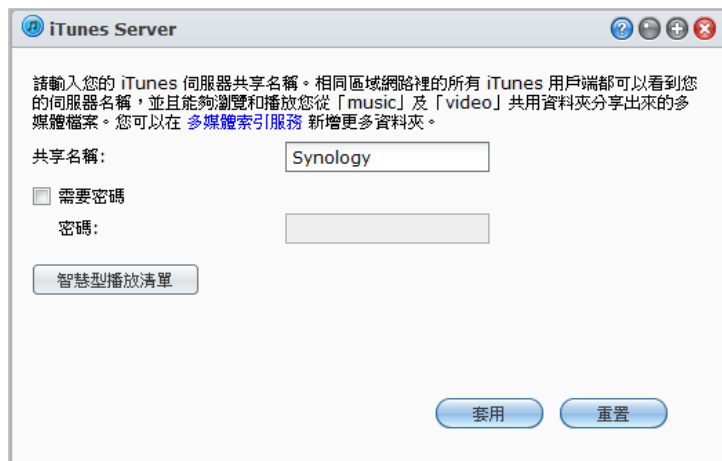 iTunes Server
請輸入您的 iTunes 伺服器共享名稱。相同區域網路裡的所有 iTunes 用戶端都可以看到您
的伺服器名稱，並且能夠瀏覽和播放您從「music」及「video」共用資料夾分享出來的多
媒體檔案。您可以在 多媒體索引服務 新增更多資料夾。
共享名稱: Synology
需要密碼
密碼:
智慧型播放清單
套用 重置